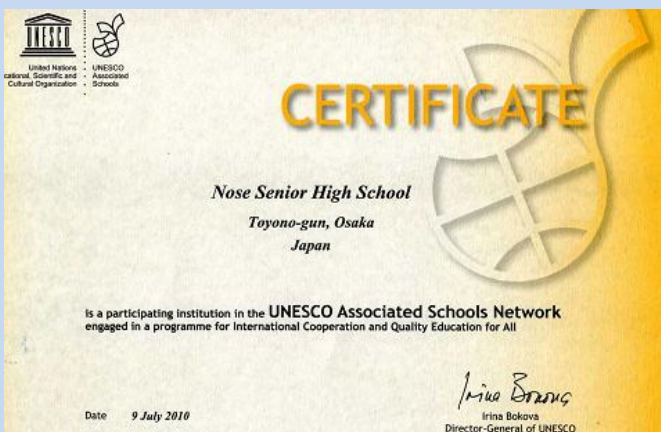 UNESCO
United Nations
cational, Scientific and
Cultural Organization
UNESCO
Associated
Schools
CERTIFICATE
Nose Senior High School
Toyono-gun, Osaka
Japan
is a participating institution in the UNESCO Associated Schools Network
engaged in a programme for International Cooperation and Quality Education for All
Irina Bokova
Date 9 July 2010
Irina Bokova
Director-General of UNESCO